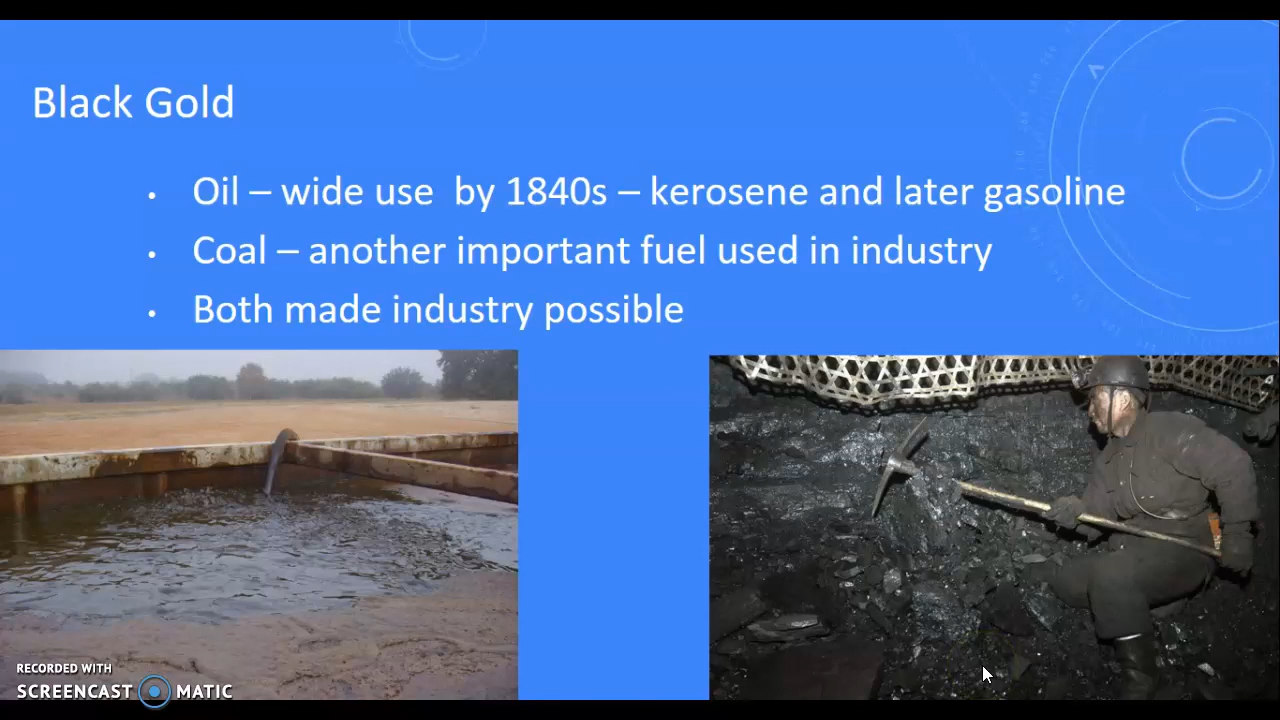 Black Gold
• Oil – wide use  by 1840s – kerosene and later gasoline
• Coal – another important fuel used in industry
• Both made industry possible
RECORDED WITH
SCREENCAST MATIC